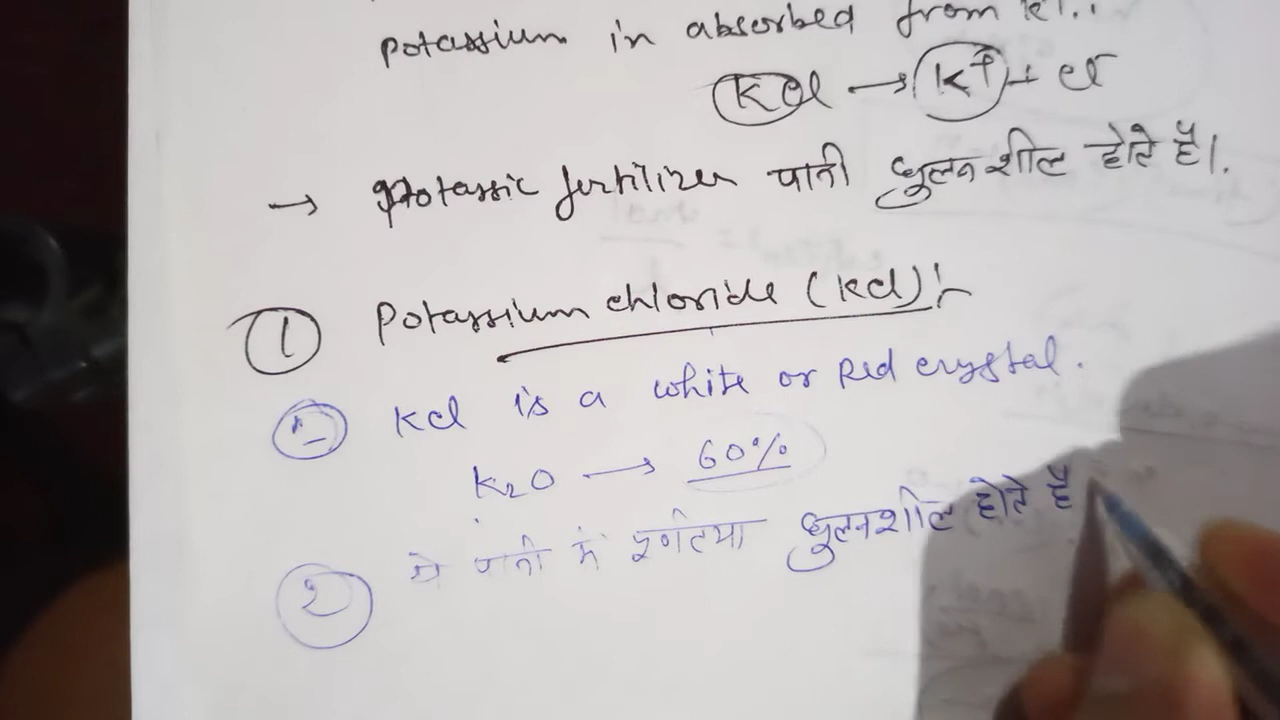 potassium in absorbed from
KCl → K⁺ + Cl⁻
→ Potassic fertilizer पानी घुलनशील होते है।.
① Potassium chloride (KCl):-
KCl is a white or Red crystal.
K₂O → 60%
② ये पानी में पूर्णतया घुलनशील होते है